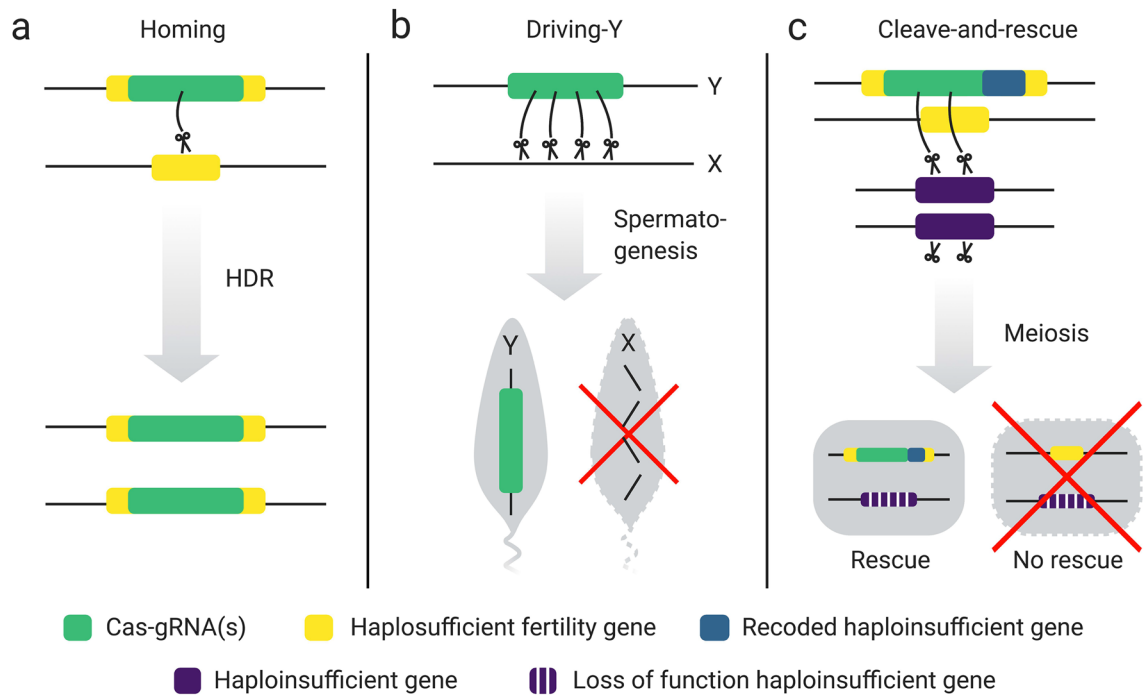 a
Homing
HDR
b
Driving-Y
Y
X
Spermato-
genesis
Y
X
c
Cleave-and-rescue
Meiosis
Rescue
No rescue
Cas-gRNA(s)
Haplosufficient fertility gene
Recoded haploinsufficient gene
Haploinsufficient gene
Loss of function haploinsufficient gene